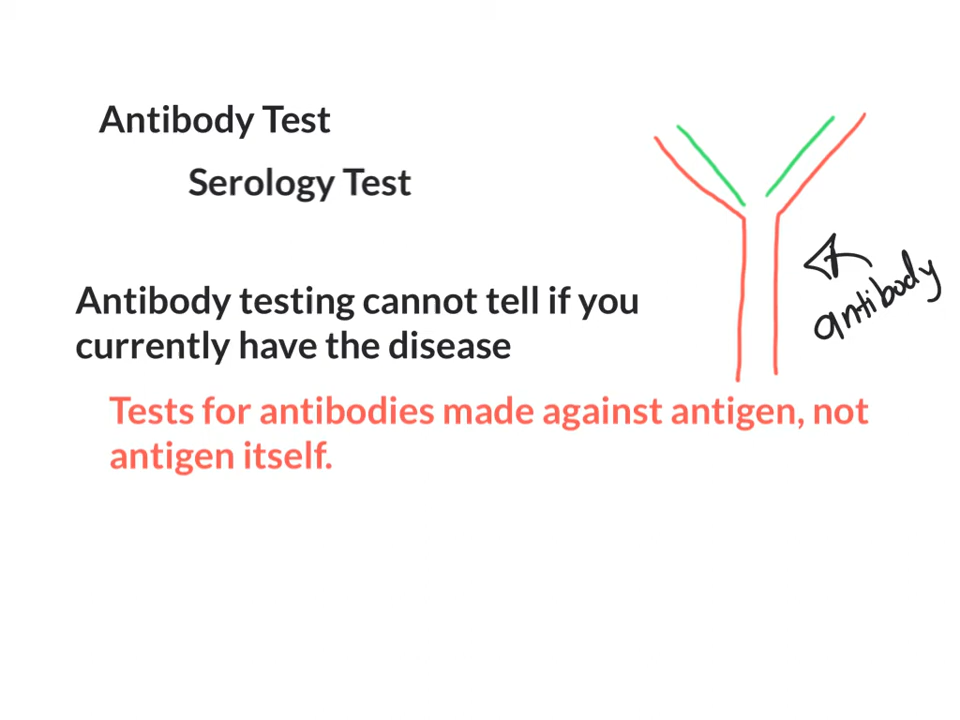 Antibody Test
Serology Test
Antibody testing cannot tell if you
currently have the disease
Tests for antibodies made against antigen, not
antigen itself.
antibody